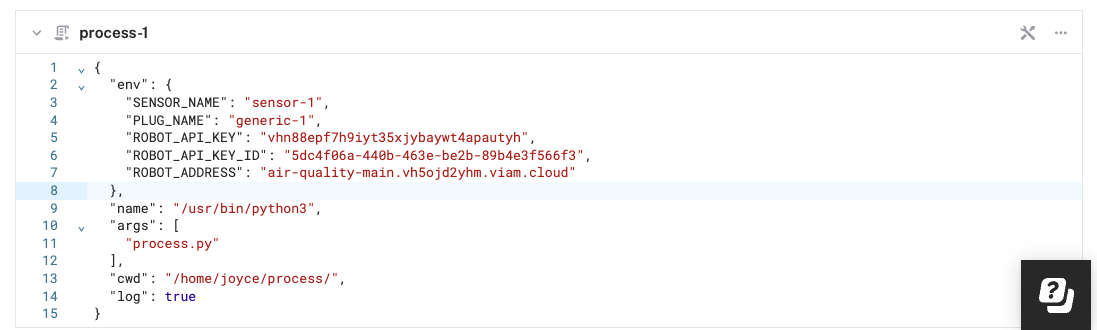 process-1
1 {
2 "env": {
3 "SENSOR_NAME": "sensor-1",
4 "PLUG_NAME": "generic-1",
5 "ROBOT_API_KEY": "vhn88epf7h9iyt35xjybaywt4apautyh",
6 "ROBOT_API_KEY_ID": "5dc4f06a-440b-463e-be2b-89b4e3f566f3",
7 "ROBOT_ADDRESS": "air-quality-main.vh5ojd2yhm.viam.cloud"
8 },
9 "name": "/usr/bin/python3",
10 "args": [
11 "process.py"
12 ],
13 "cwd": "/home/joyce/process/",
14 "log": true
15 }